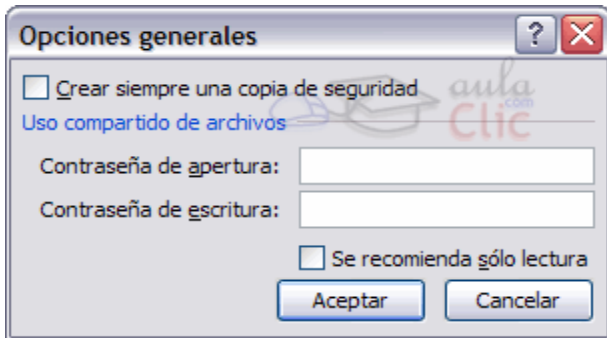 Opciones generales
?
Crear siempre una copia de seguridad
aula
.com
Clic
Uso compartido de archivos
Contraseña de apertura:
Contraseña de escritura:
Se recomienda sólo lectura
Aceptar
Cancelar